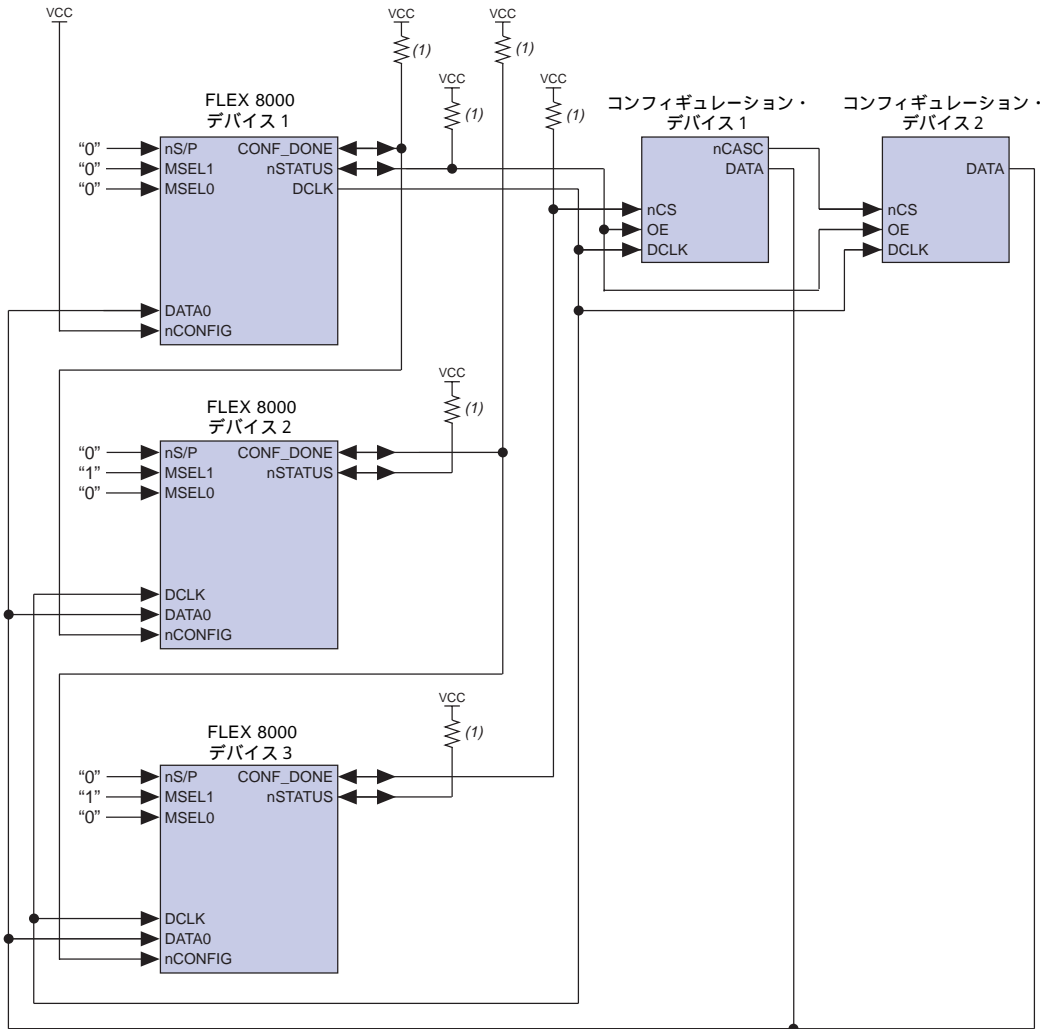 VCC
VCC
VCC
(1)
(1)
VCC
(1)
VCC
(1)
FLEX 8000
デバイス 1
“0”
“0”
“0”
nS/P
MSEL1
MSEL0
CONF_DONE
nSTATUS
DCLK
DATA0
nCONFIG
コンフィギュレーション・
デバイス 1
nCASC
DATA
nCS
OE
DCLK
コンフィギュレーション・
デバイス 2
DATA
nCS
OE
DCLK
VCC
(1)
FLEX 8000
デバイス 2
“0”
“1”
“0”
nS/P
MSEL1
MSEL0
CONF_DONE
nSTATUS
DCLK
DATA0
nCONFIG
VCC
(1)
FLEX 8000
デバイス 3
“0”
“1”
“0”
nS/P
MSEL1
MSEL0
CONF_DONE
nSTATUS
DCLK
DATA0
nCONFIG